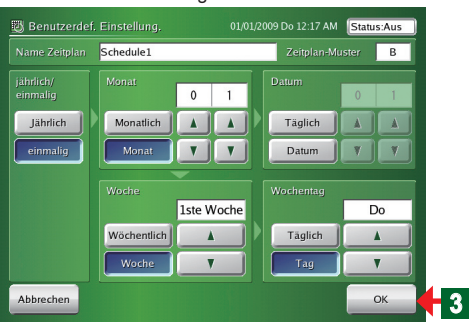 Benutzerdef. Einstellung. 01/01/2009 Do 12:17 AM Status:Aus
Name Zeitplan Schedule1 Zeitplan-Muster B
jährlich/
einmalig
Jährlich
einmalig
Monat
0 1
Monatlich
Monat
Datum
0 1
Täglich
Datum
Woche
1ste Woche
Wöchentlich
Woche
Wochentag
Do
Täglich
Tag
Abbrechen OK 3